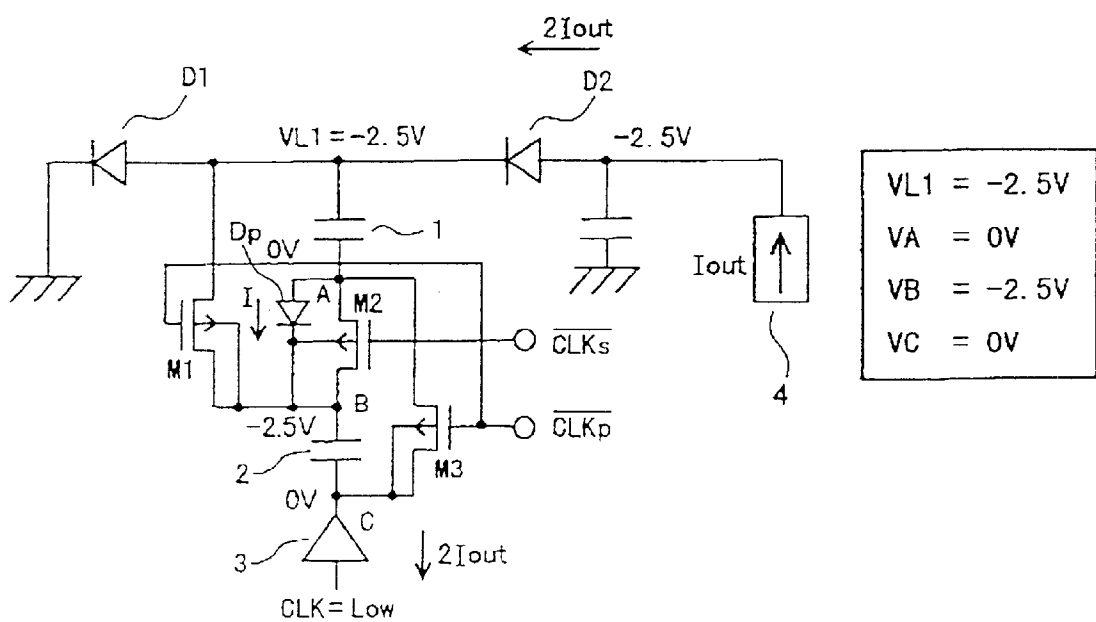 2Iout
D1
D2
VL1=-2.5V
-2.5V
1
0V
Dp
A
M2
I
M1
B
-2.5V
2
M3
0V
C
3
2Iout
CLK=Low
CLKs
CLKp
Iout
4
VL1 = -2.5V
VA = 0V
VB = -2.5V
VC = 0V